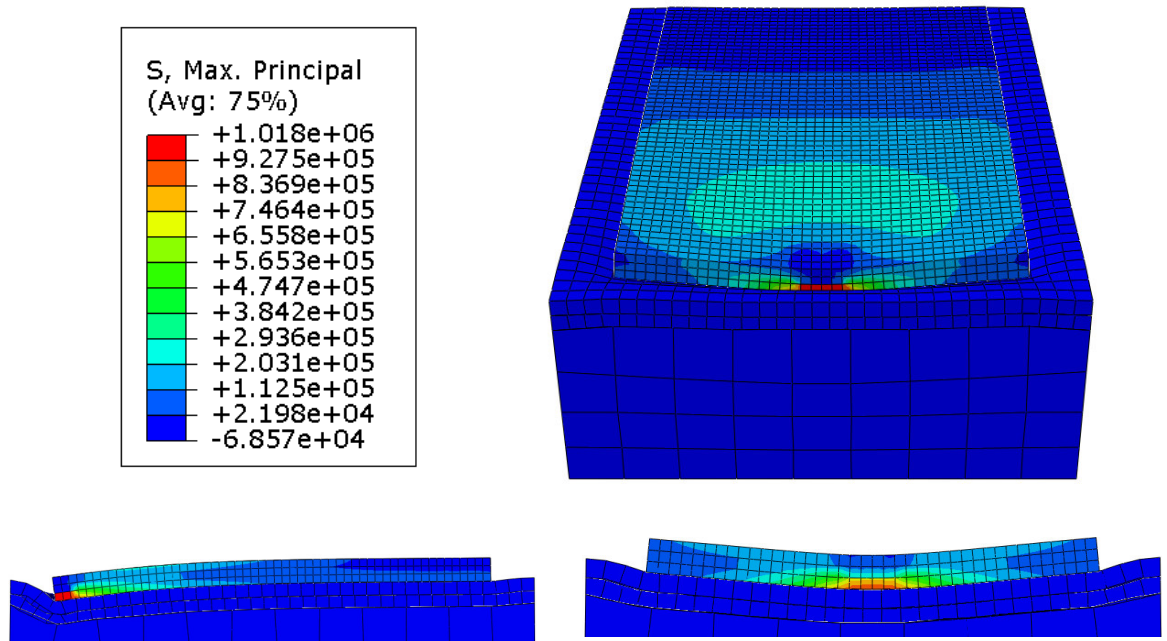 S, Max. Principal
(Avg: 75%)
+1.018e+06
+9.275e+05
+8.369e+05
+7.464e+05
+6.558e+05
+5.653e+05
+4.747e+05
+3.842e+05
+2.936e+05
+2.031e+05
+1.125e+05
+2.198e+04
-6.857e+04